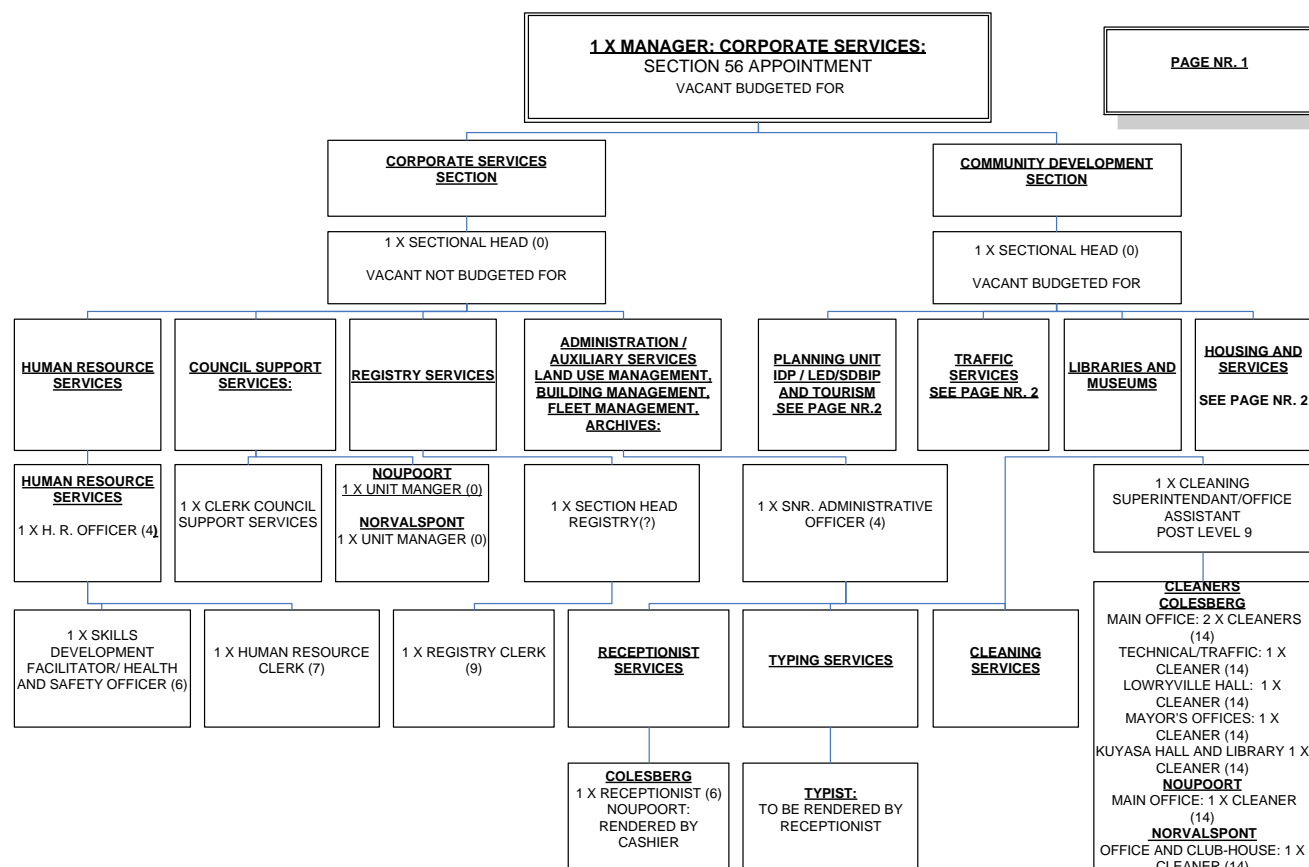 1 X MANAGER: CORPORATE SERVICES:
SECTION 56 APPOINTMENT
VACANT BUDGETED FOR
PAGE NR. 1
CORPORATE SERVICES
SECTION
COMMUNITY DEVELOPMENT
SECTION
1 X SECTIONAL HEAD (0)
VACANT NOT BUDGETED FOR
1 X SECTIONAL HEAD (0)
VACANT BUDGETED FOR
HUMAN RESOURCE
SERVICES
COUNCIL SUPPORT
SERVICES:
REGISTRY SERVICES
ADMINISTRATION /
AUXILIARY SERVICES
LAND USE MANAGEMENT,
BUILDING MANAGEMENT,
FLEET MANAGEMENT,
ARCHIVES:
PLANNING UNIT
IDP / LED/SDBIP
AND TOURISM
SEE PAGE NR.2
TRAFFIC
SERVICES
SEE PAGE NR. 2
LIBRARIES AND
MUSEUMS
HOUSING AND
SERVICES
SEE PAGE NR. 2
HUMAN RESOURCE
SERVICES
1 X H. R. OFFICER (4)
1 X CLERK COUNCIL
SUPPORT SERVICES
NOUPOORT
1 X UNIT MANGER (0)
NORVALSPONT
1 X UNIT MANAGER (0)
1 X SECTION HEAD
REGISTRY(?)
1 X SNR. ADMINISTRATIVE
OFFICER (4)
1 X CLEANING
SUPERINTENDANT/OFFICE
ASSISTANT
POST LEVEL 9
1 X SKILLS
DEVELOPMENT
FACILITATOR/ HEALTH
AND SAFETY OFFICER (6)
1 X HUMAN RESOURCE
CLERK (7)
1 X REGISTRY CLERK
(9)
RECEPTIONIST
SERVICES
TYPING SERVICES
CLEANING
SERVICES
CLEANERS
COLESBERG
MAIN OFFICE: 2 X CLEANERS
(14)
TECHNICAL/TRAFFIC: 1 X
CLEANER (14)
LOWRYVILLE HALL: 1 X
CLEANER (14)
MAYOR'S OFFICES: 1 X
CLEANER (14)
KUYASA HALL AND LIBRARY 1 X
CLEANER (14)
NOUPOORT
MAIN OFFICE: 1 X CLEANER
(14)
NORVALSPONT
OFFICE AND CLUB-HOUSE: 1 X
CLEANER (14)
COLESBERG
1 X RECEPTIONIST (6)
NOUPOORT:
RENDERED BY
CASHIER
TYPIST:
TO BE RENDERED BY
RECEPTIONIST